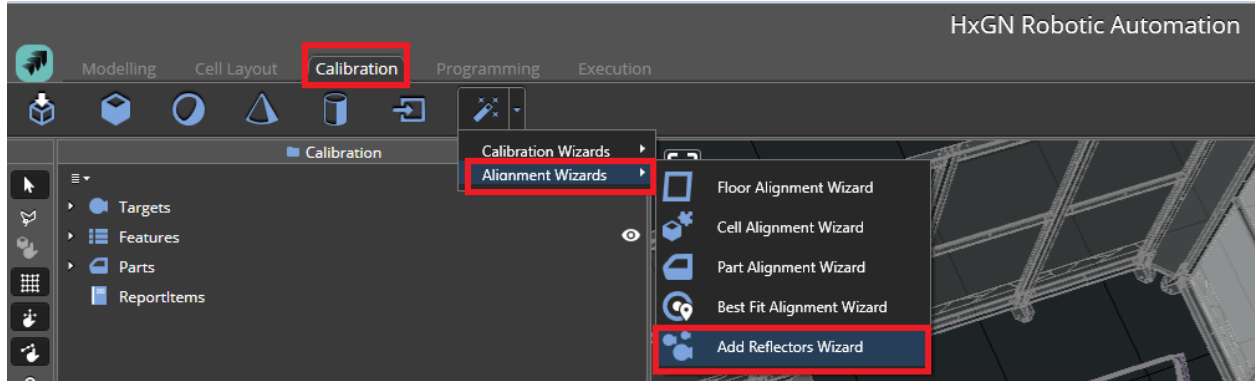 HxGN Robotic Automation
Modelling Cell Layout Calibration Programming Execution
Calibration
Calibration Wizards
Alignment Wizards
Targets
Features
Parts
ReportItems
Floor Alignment Wizard
Cell Alignment Wizard
Part Alignment Wizard
Best Fit Alignment Wizard
Add Reflectors Wizard